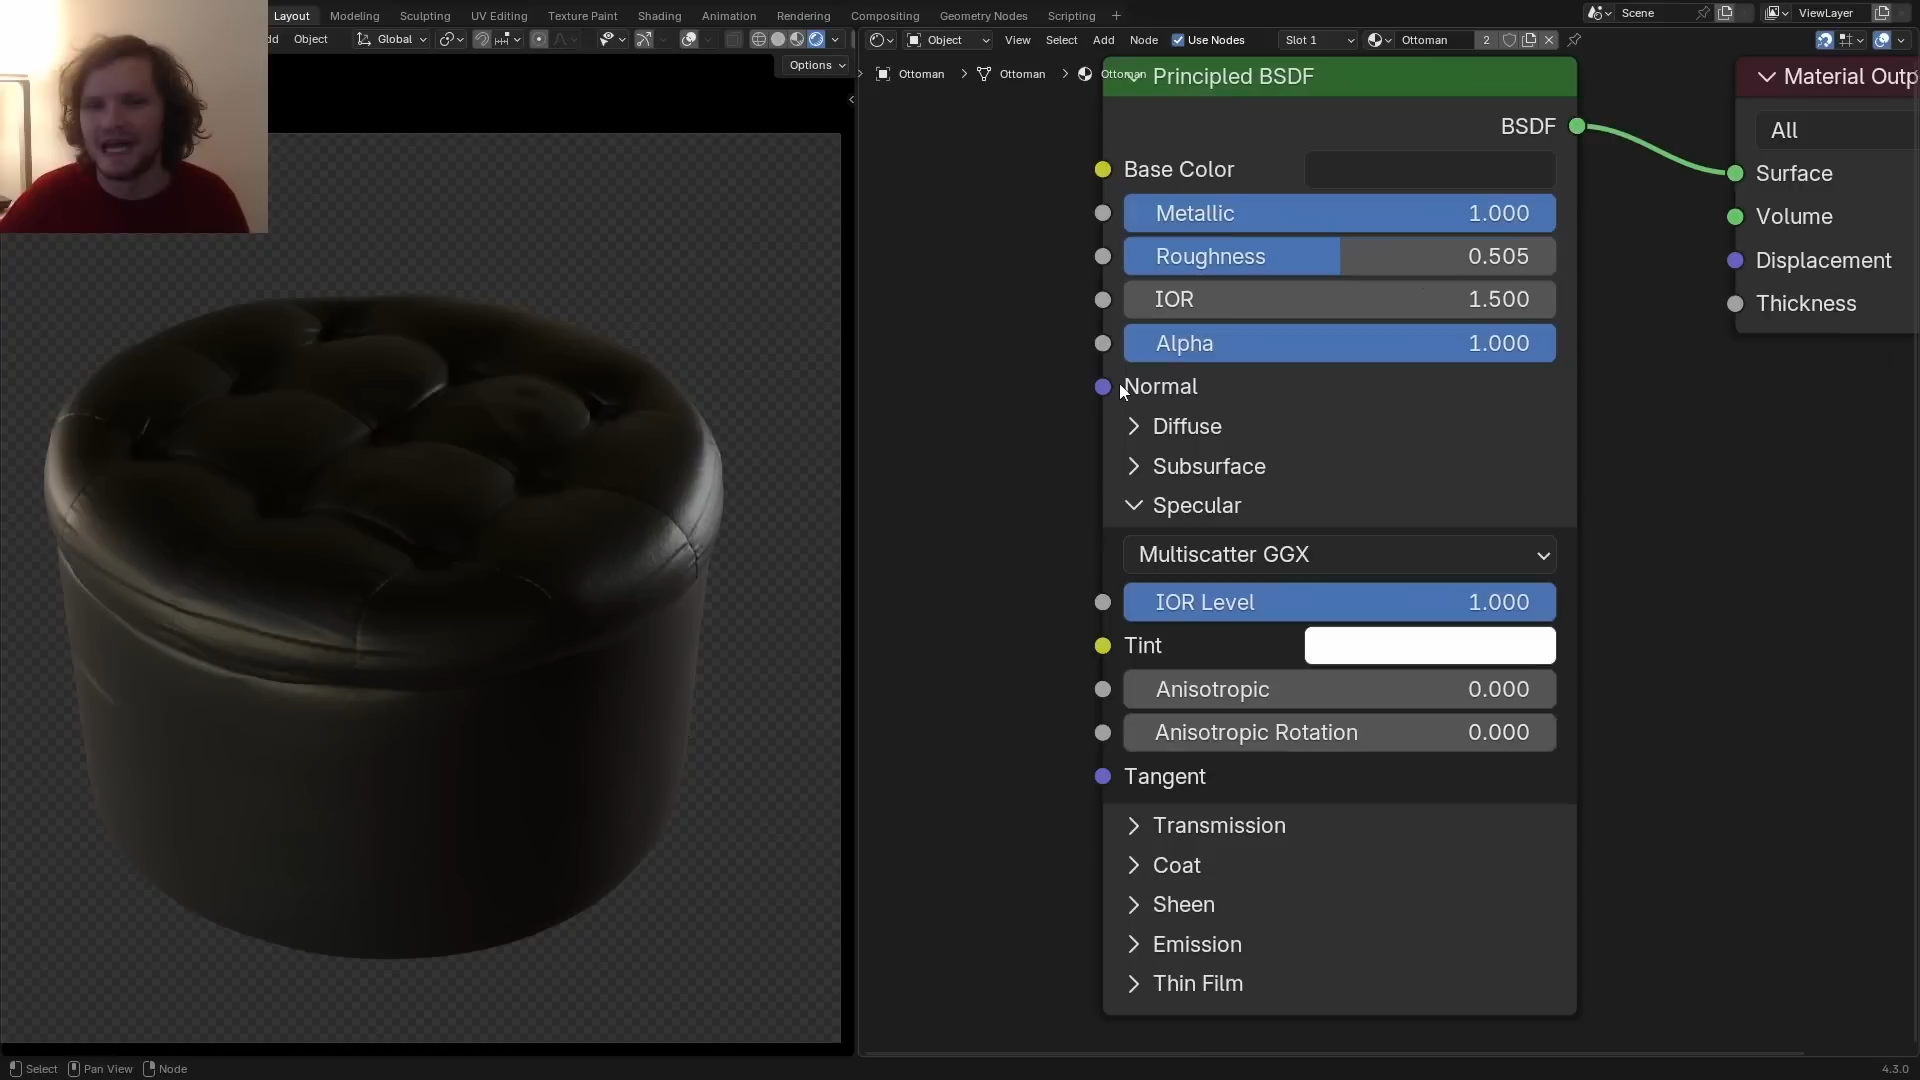 Layout Modeling Sculpting UV Editing Texture Paint Shading Animation Rendering Compositing Geometry Nodes Scripting + Scene ViewLayer
dd Object Global Object View Select Add Node Use Nodes Slot 1 Ottoman 2
Options
Ottoman > Ottoman > Ottoman
Principled BSDF
BSDF
Base Color
Metallic 1.000
Roughness 0.505
IOR 1.500
Alpha 1.000
Normal
Diffuse
Subsurface
Specular
Multiscatter GGX
IOR Level 1.000
Tint
Anisotropic 0.000
Anisotropic Rotation 0.000
Tangent
Transmission
Coat
Sheen
Emission
Thin Film
Material Outp
All
Surface
Volume
Displacement
Thickness
Select Pan View Node 4.3.0